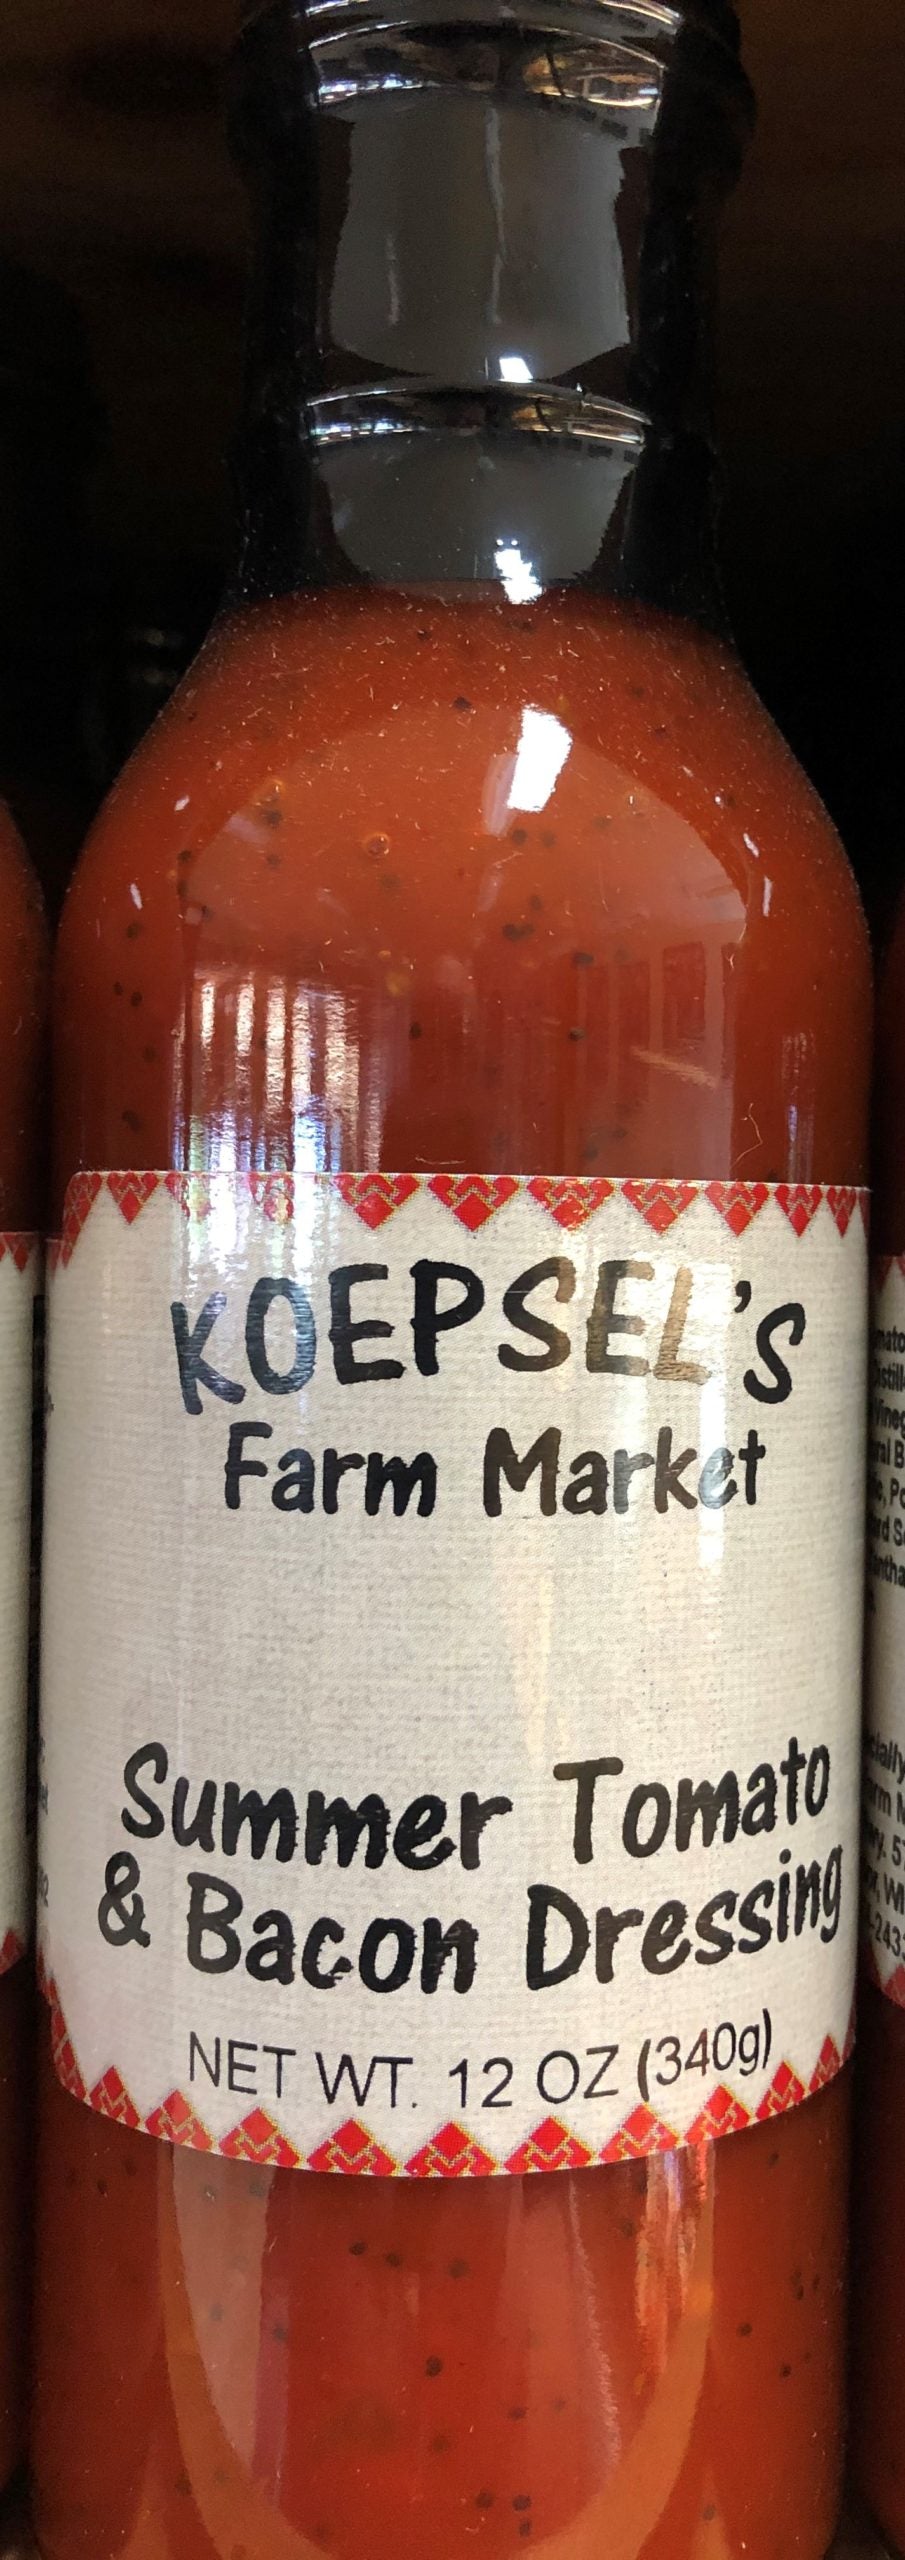 KOEPSEL'S
Farm Market
Summer Tomato
& Bacon Dressing
NET WT. 12 OZ (340g)